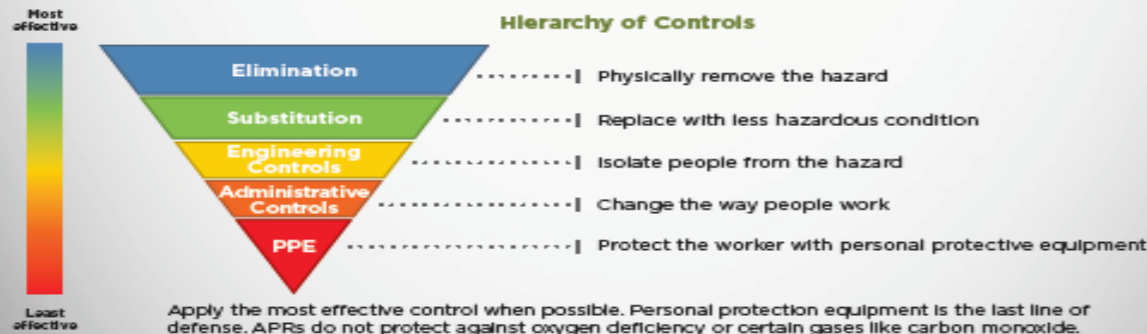 Most
effective
Hierarchy of Controls
Elimination
Physically remove the hazard
Substitution
Replace with less hazardous condition
Engineering
Controls
Isolate people from the hazard
Administrative
Controls
Change the way people work
PPE
Protect the worker with personal protective equipment
Least
effective
Apply the most effective control when possible. Personal protection equipment is the last line of
defense. APRs do not protect against oxygen deficiency or certain gases like carbon monoxide.